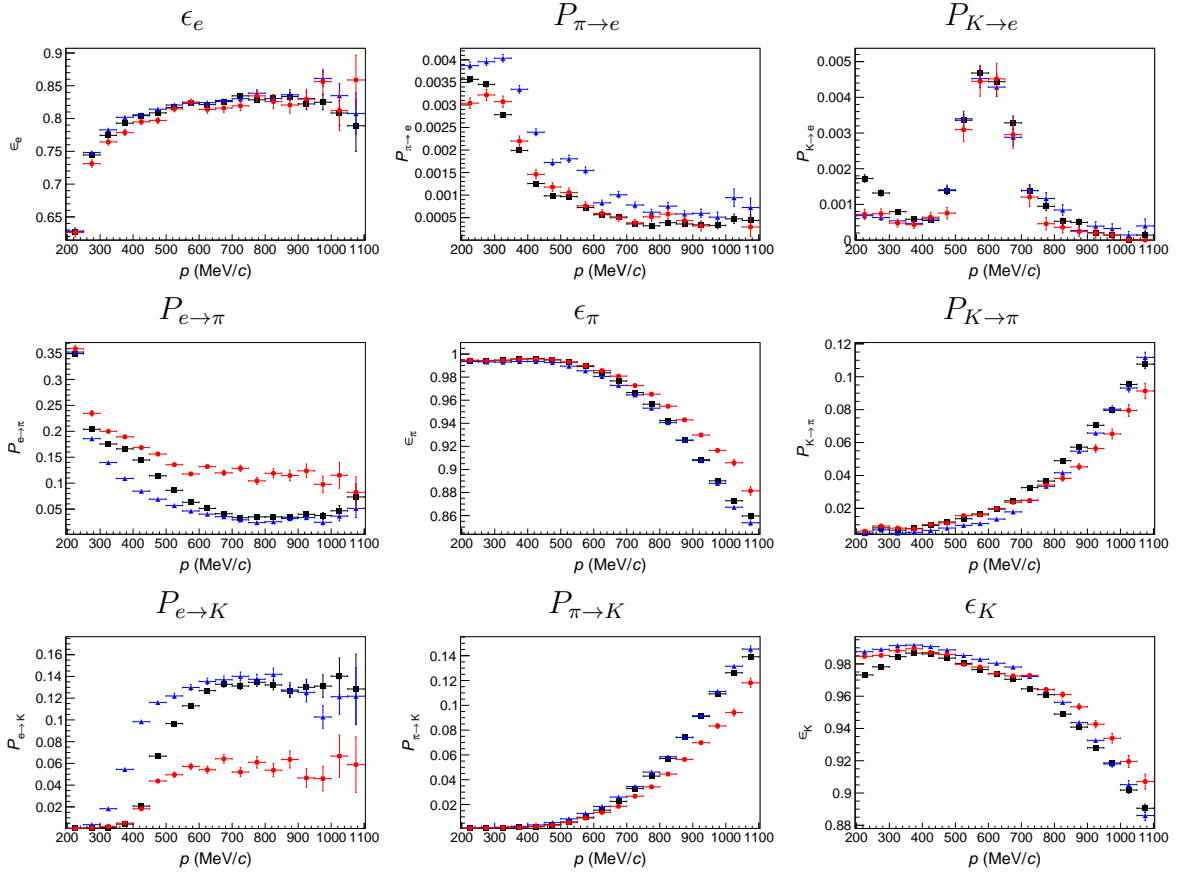 ϵ_e P_{π→e} P_{K→e}
0.9
0.85
0.8
0.75
0.7
0.65
ϵ_e
200 300 400 500 600 700 800 900 1000 1100
p (MeV/c)
0.004
0.0035
0.003
0.0025
0.002
0.0015
0.001
0.0005
P_{π→e}
200 300 400 500 600 700 800 900 1000 1100
p (MeV/c)
0.005
0.004
0.003
0.002
0.001
0
P_{K→e}
200 300 400 500 600 700 800 900 1000 1100
p (MeV/c)
P_{e→π} ϵ_π P_{K→π}
0.35
0.3
0.25
0.2
0.15
0.1
0.05
P_{e→π}
200 300 400 500 600 700 800 900 1000 1100
p (MeV/c)
1
0.98
0.96
0.94
0.92
0.9
0.88
0.86
ϵ_π
200 300 400 500 600 700 800 900 1000 1100
p (MeV/c)
0.12
0.1
0.08
0.06
0.04
0.02
P_{K→π}
200 300 400 500 600 700 800 900 1000 1100
p (MeV/c)
P_{e→K} P_{π→K} ϵ_K
0.16
0.14
0.12
0.1
0.08
0.06
0.04
0.02
P_{e→K}
200 300 400 500 600 700 800 900 1000 1100
p (MeV/c)
0.14
0.12
0.1
0.08
0.06
0.04
0.02
0
P_{π→K}
200 300 400 500 600 700 800 900 1000 1100
p (MeV/c)
0.98
0.96
0.94
0.92
0.9
0.88
ϵ_K
200 300 400 500 600 700 800 900 1000 1100
p (MeV/c)